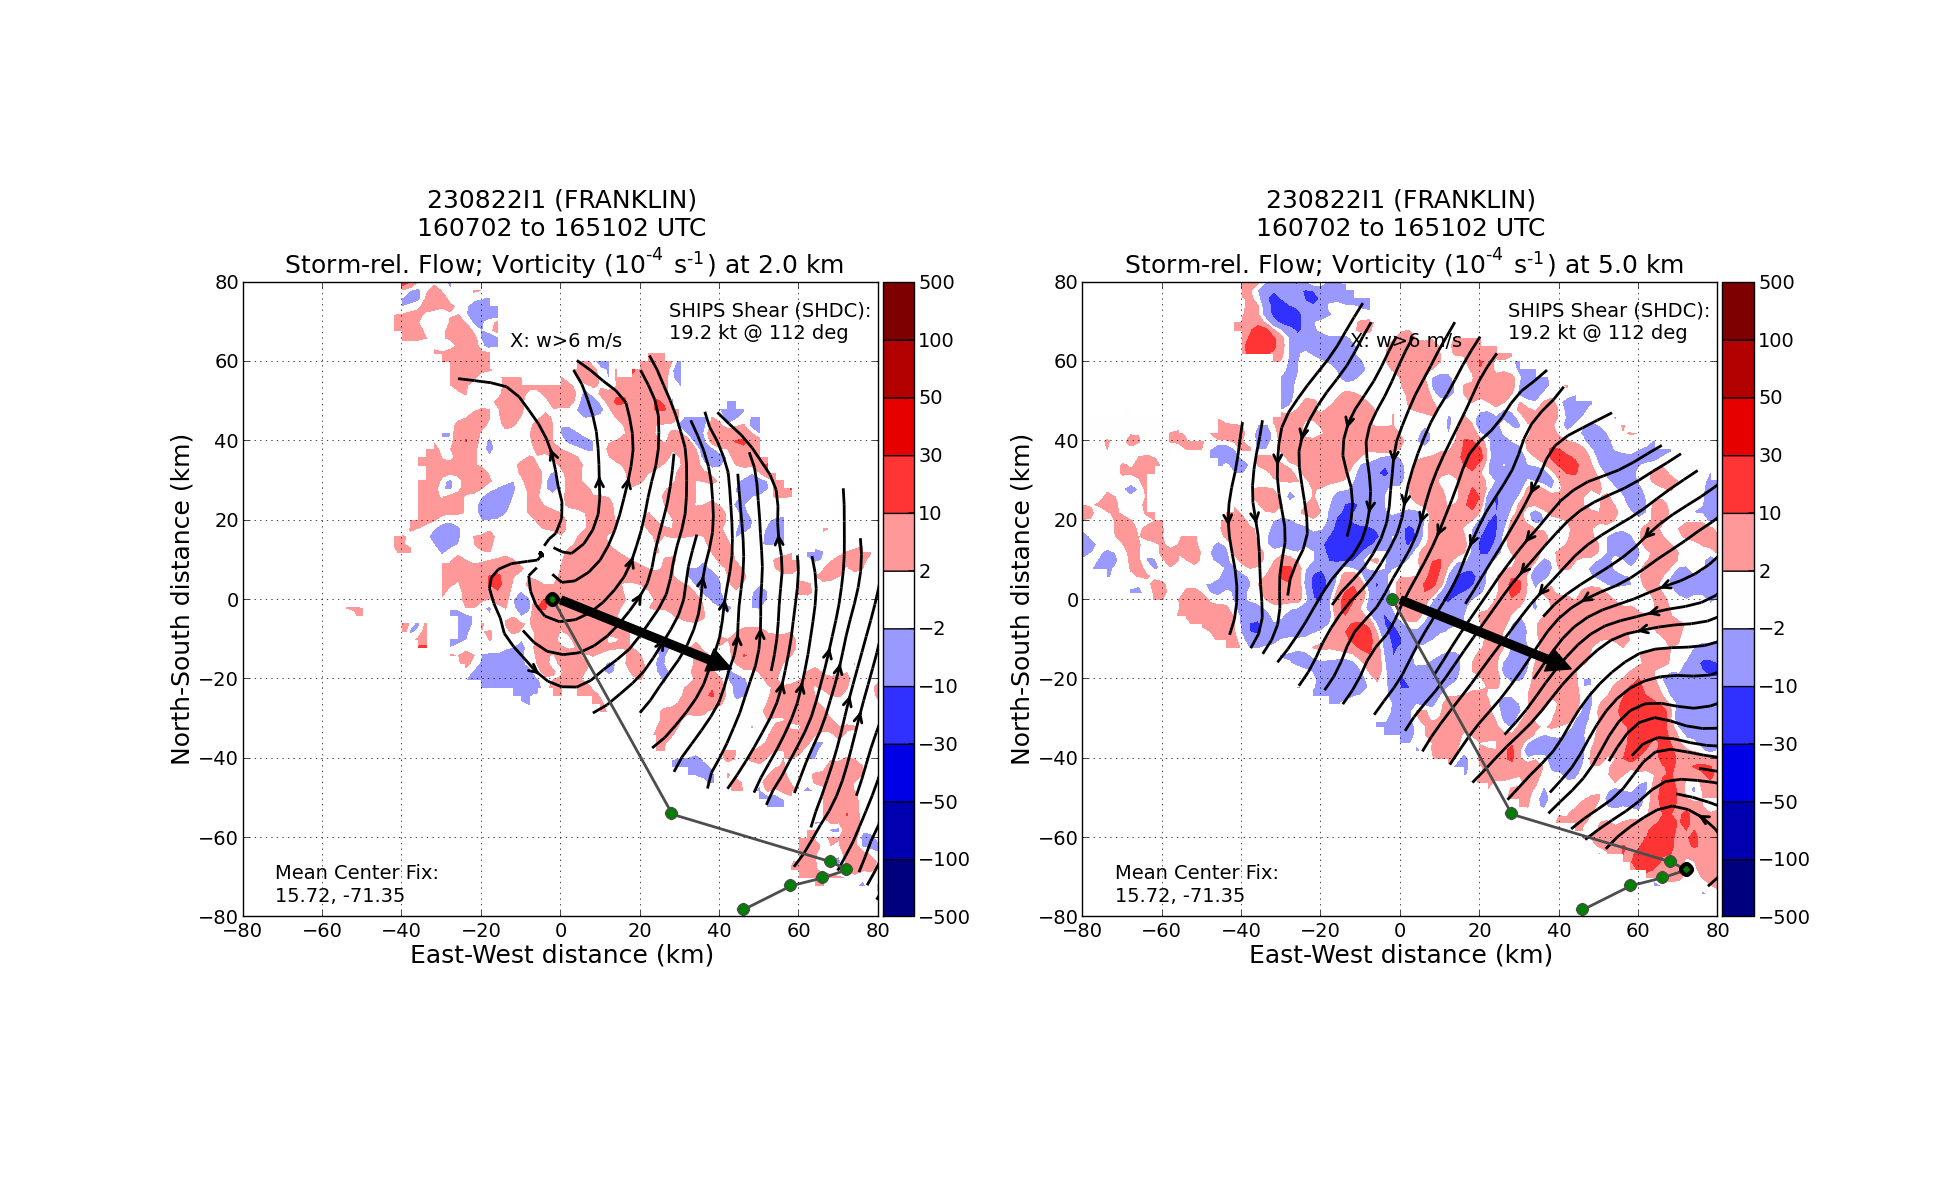 230822I1 (FRANKLIN)
160702 to 165102 UTC
Storm-rel. Flow; Vorticity (10⁻⁴ s⁻¹) at 2.0 km
SHIPS Shear (SHDC):
19.2 kt @ 112 deg
X: w>6 m/s
Mean Center Fix:
15.72, -71.35
North-South distance (km)
80
60
40
20
0
−20
−40
−60
−80
−80 −60 −40 −20 0 20 40 60 80
East-West distance (km)
500
100
50
30
10
2
−2
−10
−30
−50
−100
−500
230822I1 (FRANKLIN)
160702 to 165102 UTC
Storm-rel. Flow; Vorticity (10⁻⁴ s⁻¹) at 5.0 km
SHIPS Shear (SHDC):
19.2 kt @ 112 deg
X: w>6 m/s
Mean Center Fix:
15.72, -71.35
North-South distance (km)
80
60
40
20
0
−20
−40
−60
−80
−80 −60 −40 −20 0 20 40 60 80
East-West distance (km)
500
100
50
30
10
2
−2
−10
−30
−50
−100
−500